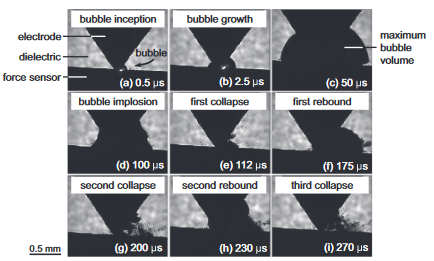 bubble inception
bubble growth
electrode
dielectric
force sensor
bubble
maximum
bubble
volume
(a) 0.5 µs
(b) 2.5 µs
(c) 50 µs
bubble implosion
first collapse
first rebound
(d) 100 µs
(e) 112 µs
(f) 175 µs
second collapse
second rebound
third collapse
(g) 200 µs
(h) 230 µs
(i) 270 µs
0.5 mm